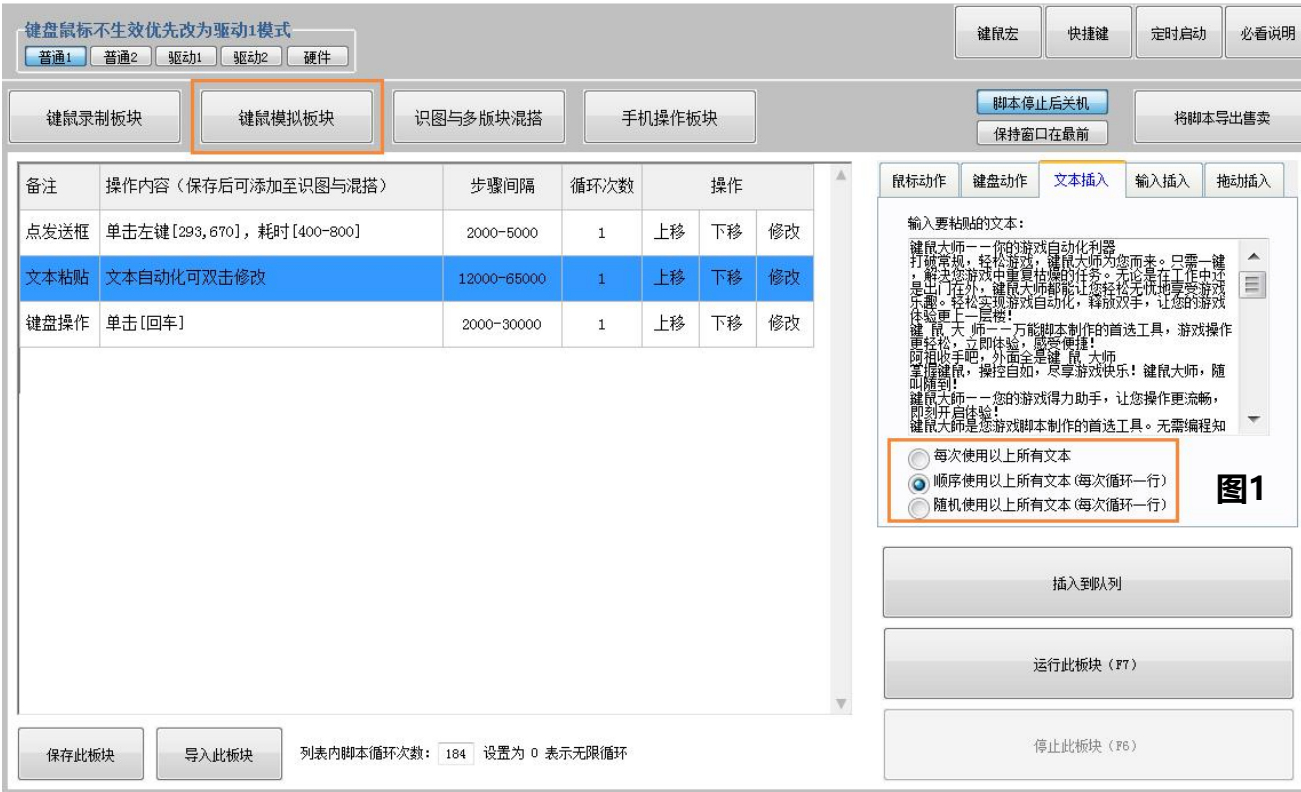 键盘鼠标不生效优先改为驱动1模式
普通1 普通2 驱动1 驱动2 硬件
键鼠宏 快捷键 定时启动 必看说明
键鼠录制板块 键鼠模拟板块 识图与多版块混搭 手机操作板块
脚本停止后关机
保持窗口在最前
将脚本导出售卖
备注 操作内容（保存后可添加至识图与混搭） 步骤间隔 循环次数 操作
点发送框 单击左键[293,670]，耗时[400-800] 2000-5000 1 上移 下移 修改
文本粘贴 文本自动化可双击修改 12000-65000 1 上移 下移 修改
键盘操作 单击[回车] 2000-30000 1 上移 下移 修改
鼠标动作 键盘动作 文本插入 输入插入 拖动插入
输入要粘贴的文本：
键鼠大师——你的游戏自动化利器
打破常规，轻松游戏，键鼠大师为您而来。只需一键
，解决您游戏中重复枯燥的任务。无论是在工作中还
是出门在外，键鼠大师都能让您轻松无忧地享受游戏
乐趣。轻松实现游戏自动化，释放双手，让您的游戏
体验更上一层楼！
键 鼠 大 师——万能脚本制作的首选工具，游戏操作
更轻松，立即体验，感受便捷！
阿祖收手吧，外面全是键 鼠 大师
掌握键鼠，操控自如，尽享游戏快乐！键鼠大师，随
叫随到！
鍵鼠大師——您的游戏得力助手，让您操作更流畅，
即刻开启体验！
鍵鼠大師是您游戏脚本制作的首选工具。无需编程知
每次使用以上所有文本
顺序使用以上所有文本(每次循环一行)
随机使用以上所有文本(每次循环一行)
图1
插入到队列
运行此板块（F7）
停止此板块（F6）
保存此板块 导入此板块 列表内脚本循环次数： 184 设置为 0 表示无限循环